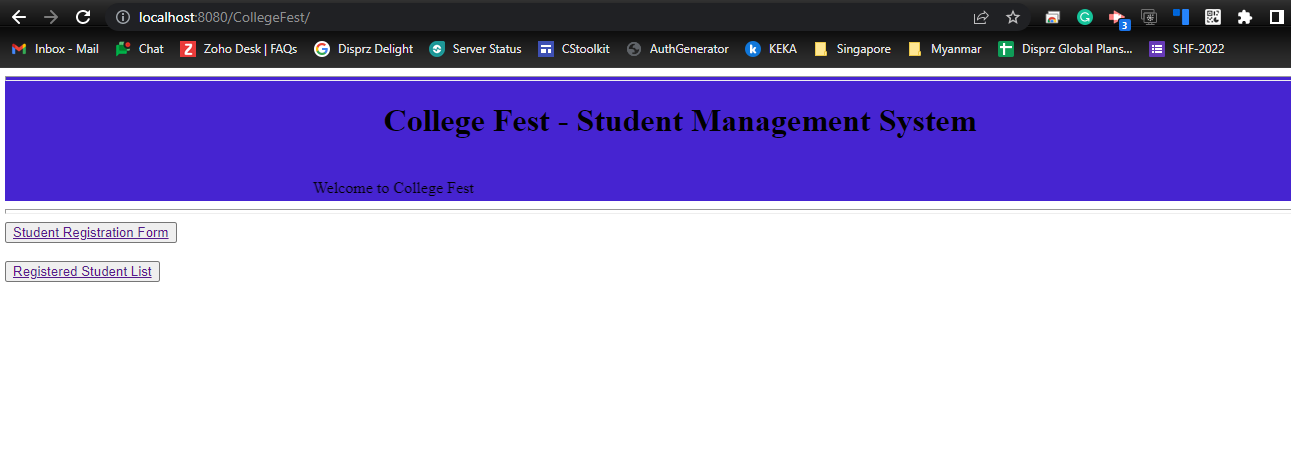 localhost:8080/CollegeFest/
3
Inbox - Mail Chat Z Zoho Desk | FAQs G Disprz Delight Server Status CStoolkit AuthGenerator k KEKA Singapore Myanmar Disprz Global Plans... SHF-2022
College Fest - Student Management System
Welcome to College Fest
Student Registration Form
Registered Student List